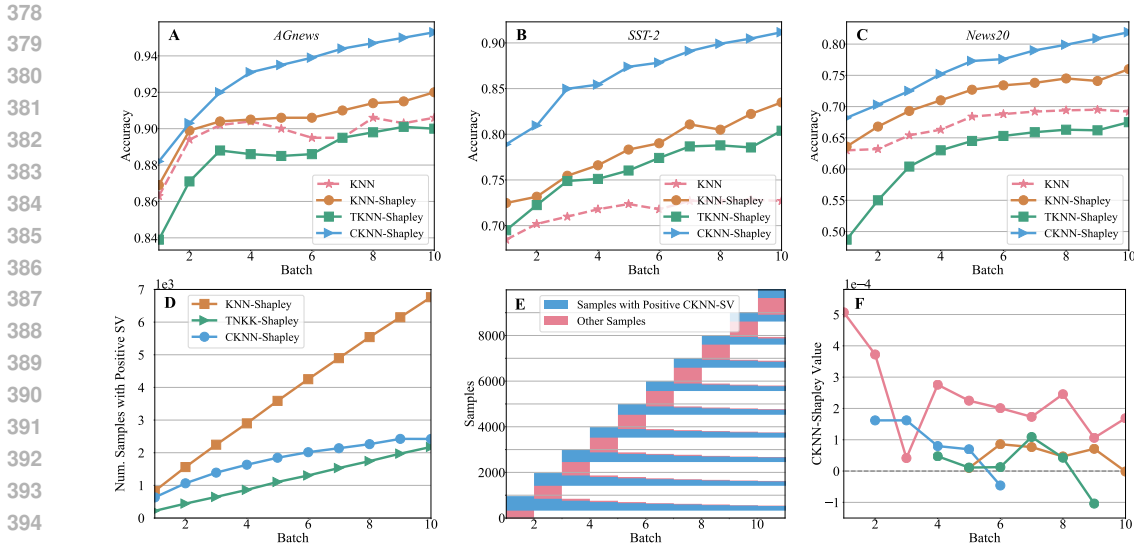 378
379
380
381
382
383
384
385
386
387
388
389
390
391
392
393
394
A
AGnews
Accuracy
0.94
0.92
0.90
0.88
0.86
0.84
KNN
KNN-Shapley
TKNN-Shapley
CKNN-Shapley
2
4
6
8
10
Batch
B
SST-2
Accuracy
0.90
0.85
0.80
0.75
0.70
KNN
KNN-Shapley
TKNN-Shapley
CKNN-Shapley
2
4
6
8
10
Batch
C
News20
Accuracy
0.80
0.75
0.70
0.65
0.60
0.55
0.50
KNN
KNN-Shapley
TKNN-Shapley
CKNN-Shapley
2
4
6
8
10
Batch
1e3
D
Num. Samples with Positive SV
7
6
5
4
3
2
1
0
KNN-Shapley
TNKK-Shapley
CKNN-Shapley
2
4
6
8
10
Batch
E
Samples
8000
6000
4000
2000
0
Samples with Positive CKNN-SV
Other Samples
2
4
6
8
10
Batch
1e−4
F
CKNN-Shapley Value
5
4
3
2
1
0
−1
2
4
6
8
10
Batch